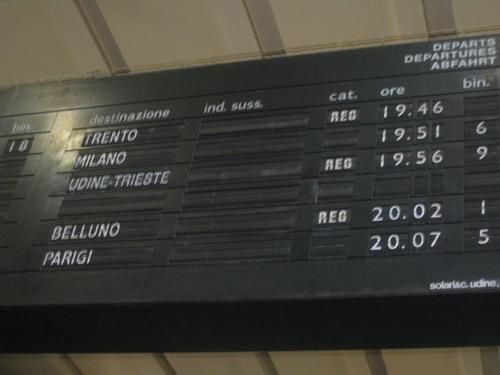 DEPARTS
DEPARTURES
ABFAHRT
bin. destinazione ind. suss. cat. ore bin.
18 TRENTO REG 19.46
MILANO 19.51 6
UDINE-TRIESTE REG 19.56 9
BELLUNO REG 20.02 1
PARIGI 20.07 5
solari&c. udine,